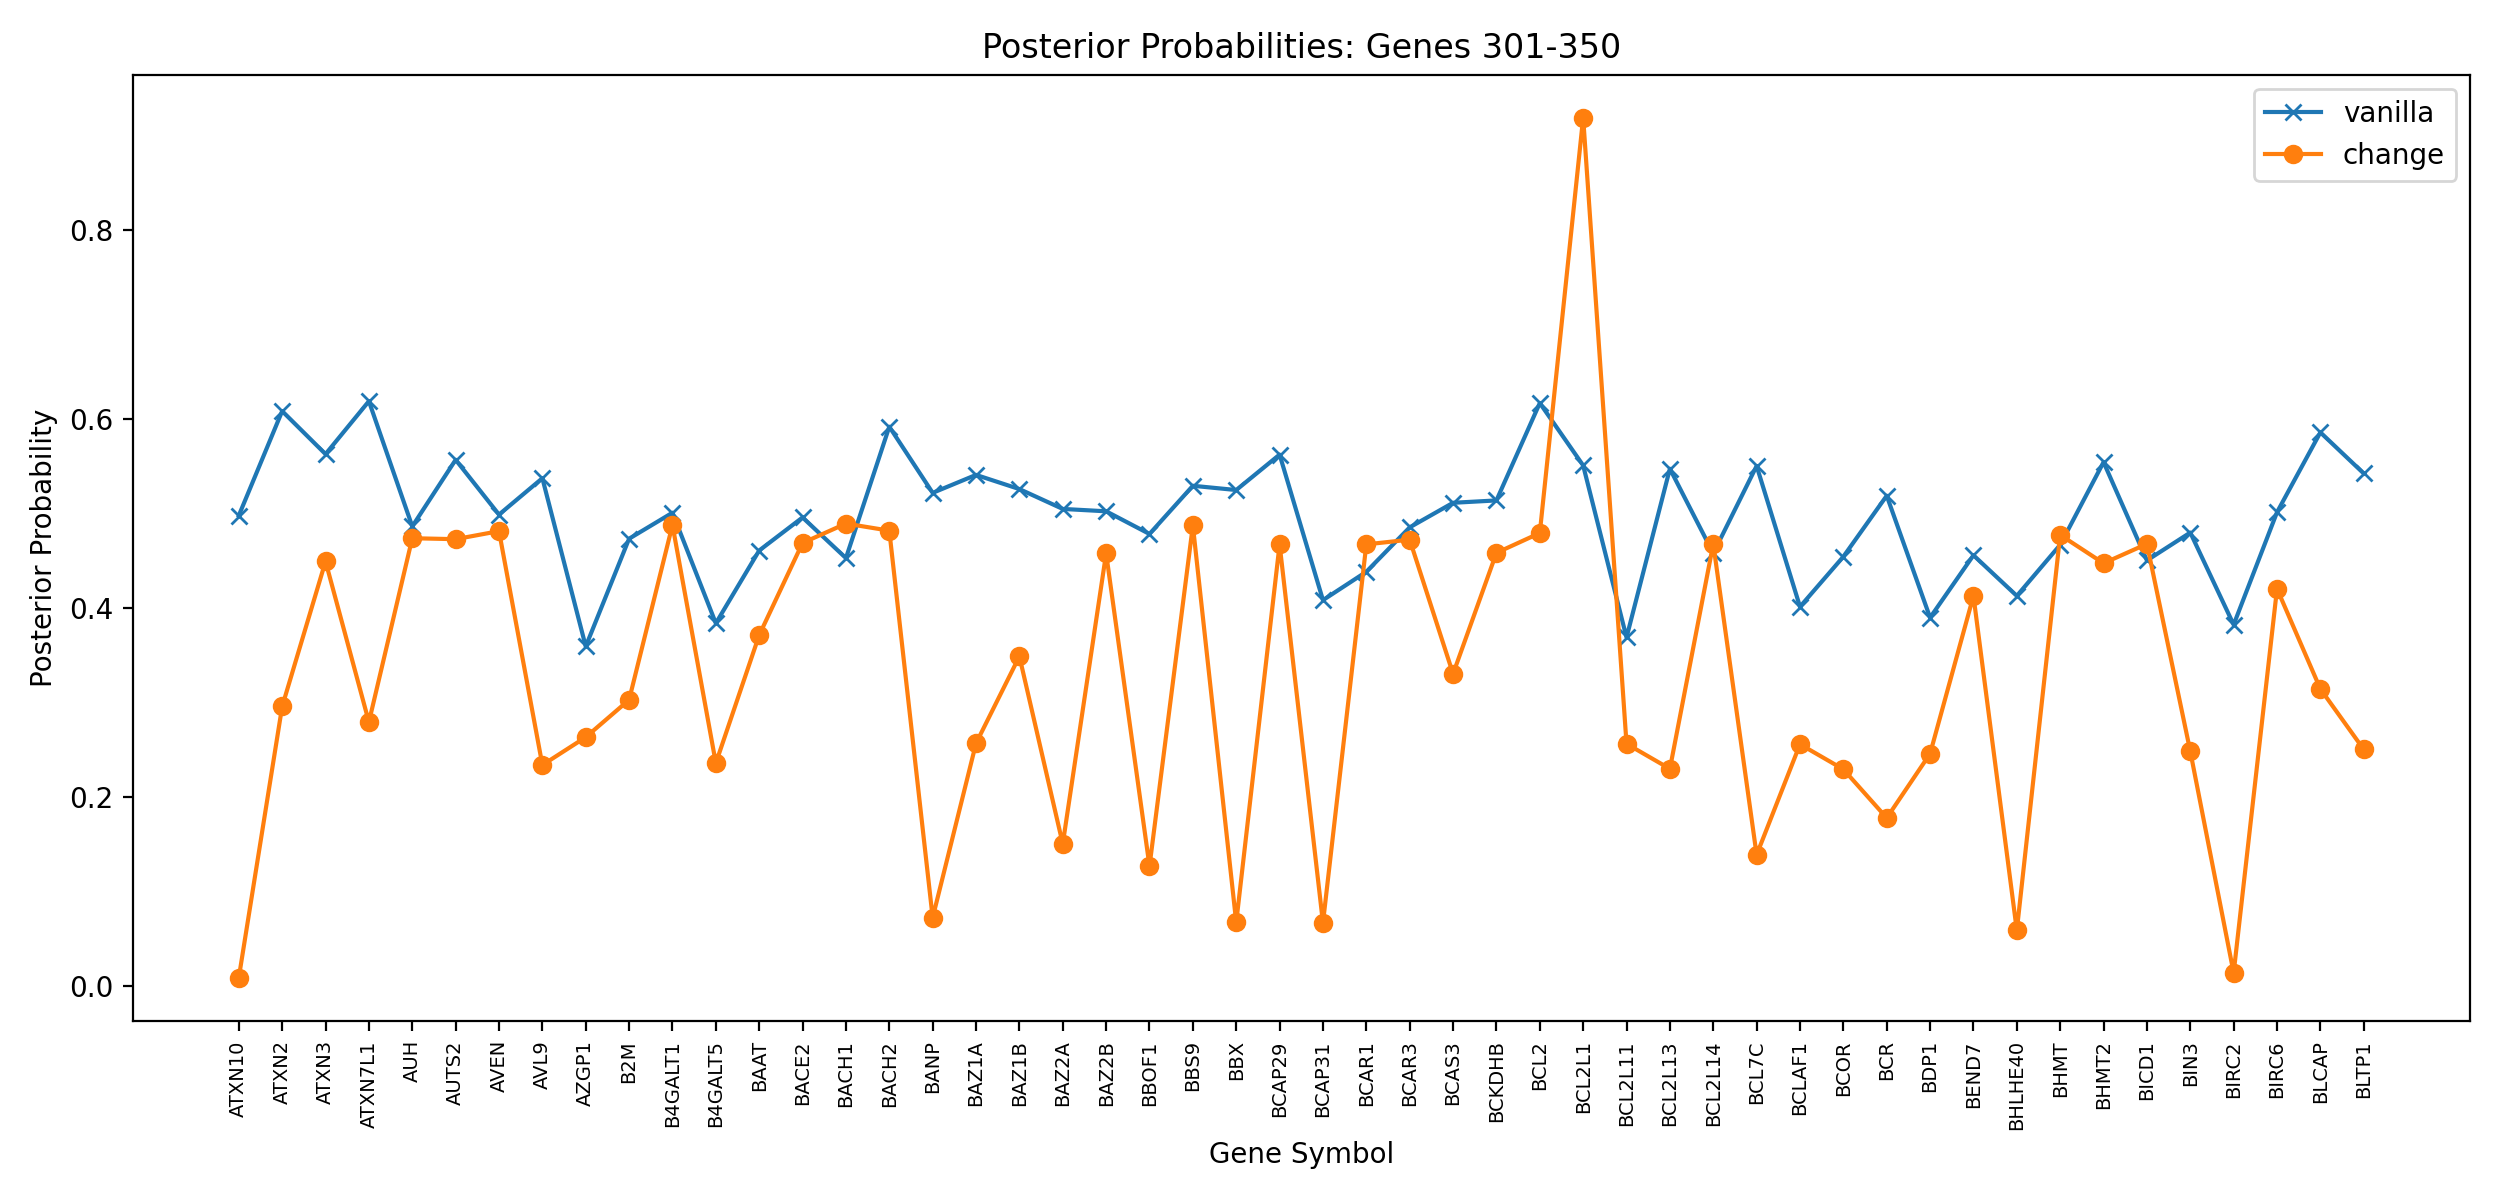 Posterior Probabilities: Genes 301-350
vanilla
change
Posterior Probability
0.8
0.6
0.4
0.2
0.0
ATXN10
ATXN2
ATXN3
ATXN7L1
AUH
AUTS2
AVEN
AVL9
AZGP1
B2M
B4GALT1
B4GALT5
BAAT
BACE2
BACH1
BACH2
BANP
BAZ1A
BAZ1B
BAZ2A
BAZ2B
BBOF1
BBS9
BBX
BCAP29
BCAP31
BCAR1
BCAR3
BCAS3
BCKDHB
BCL2
BCL2L1
BCL2L11
BCL2L13
BCL2L14
BCL7C
BCLAF1
BCOR
BCR
BDP1
BEND7
BHLHE40
BHMT
BHMT2
BICD1
BIN3
BIRC2
BIRC6
BLCAP
BLTP1
Gene Symbol